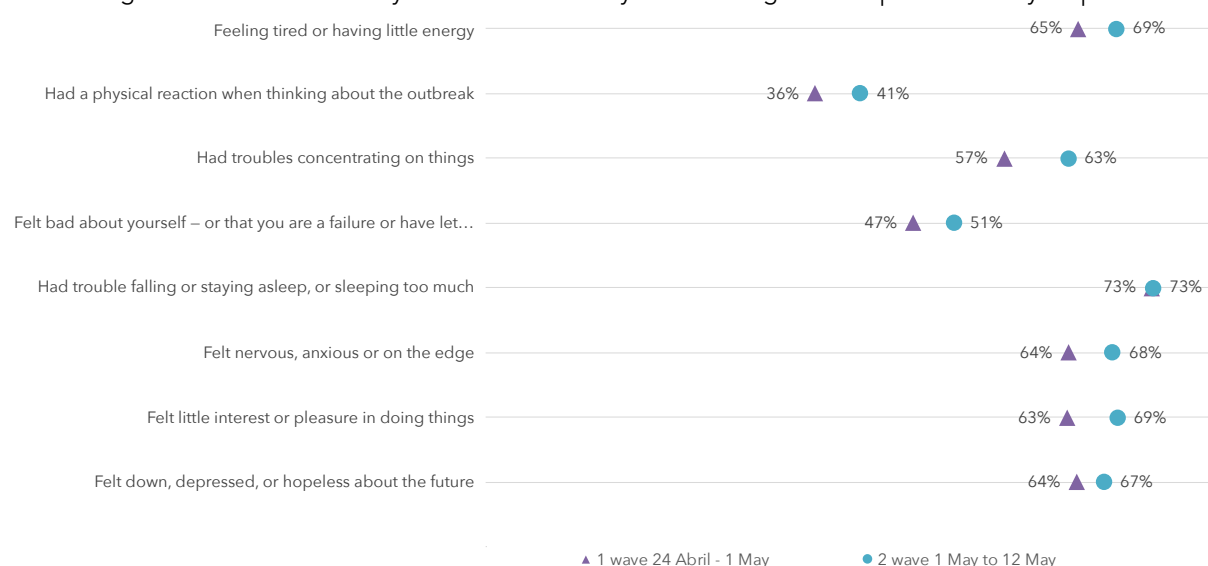 Feeling tired or having little energy 65% 69%
Had a physical reaction when thinking about the outbreak 36% 41%
Had troubles concentrating on things 57% 63%
Felt bad about yourself – or that you are a failure or have let… 47% 51%
Had trouble falling or staying asleep, or sleeping too much 73% 73%
Felt nervous, anxious or on the edge 64% 68%
Felt little interest or pleasure in doing things 63% 69%
Felt down, depressed, or hopeless about the future 64% 67%
1 wave 24 Abril - 1 May 2 wave 1 May to 12 May